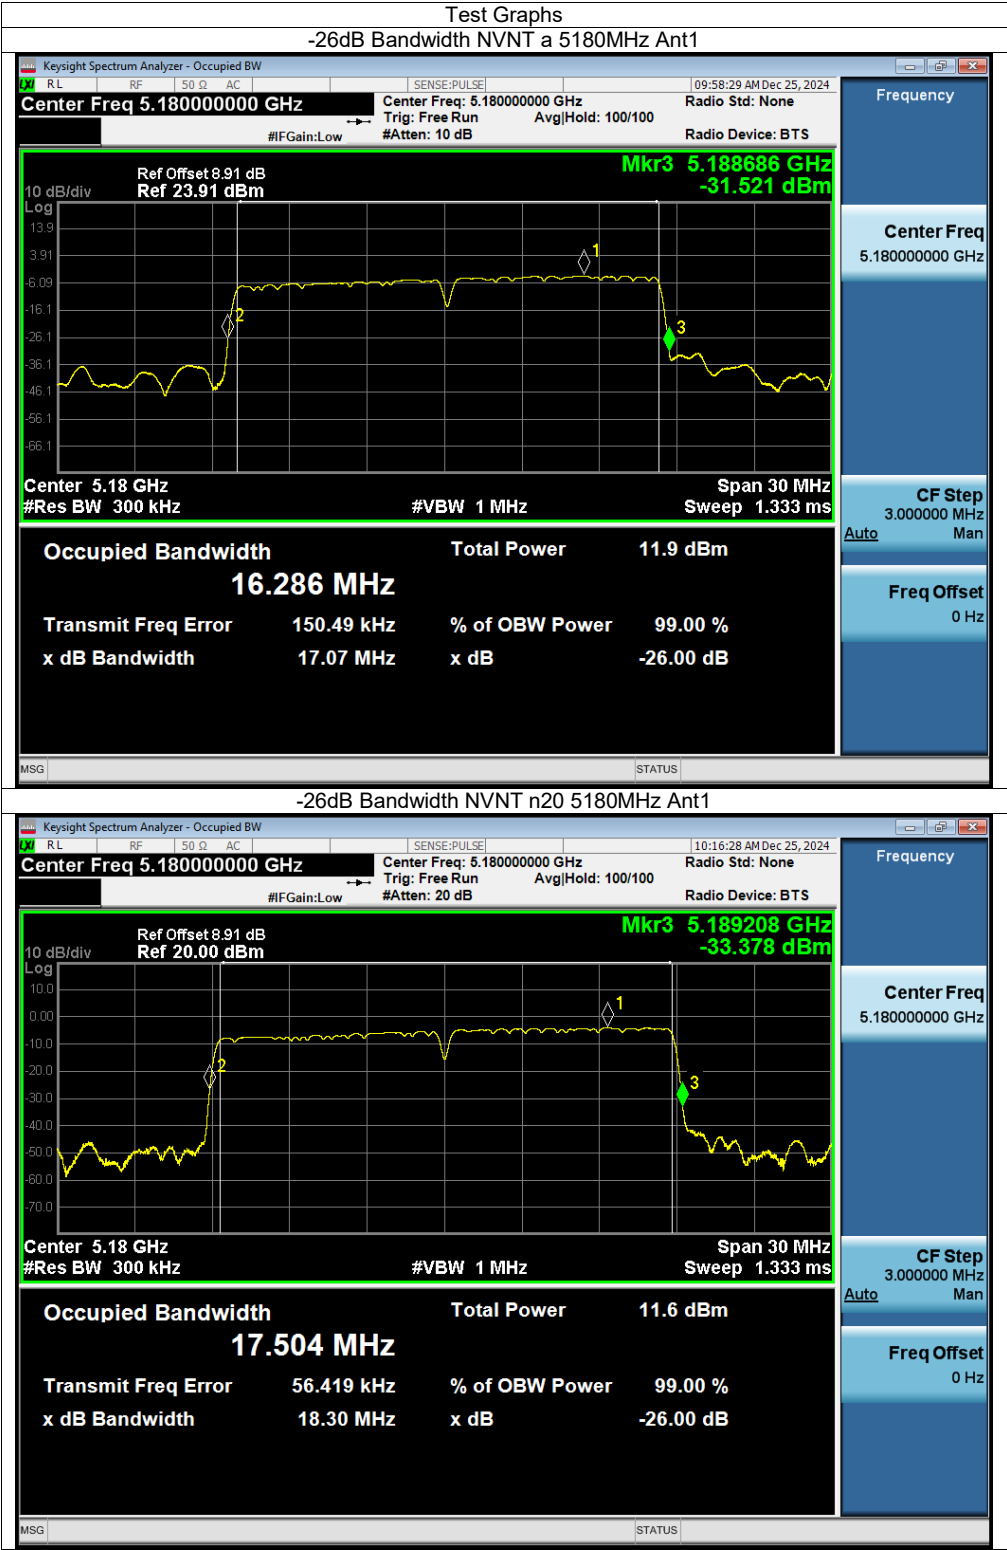 Test Graphs
-26dB Bandwidth NVNT a 5180MHz Ant1
Keysight Spectrum Analyzer - Occupied BW
LXI RL RF 50 Ω AC SENSE:PULSE 09:58:29 AM Dec 25, 2024
Center Freq 5.180000000 GHz Center Freq: 5.180000000 GHz Radio Std: None
Trig: Free Run Avg|Hold: 100/100
#IFGain:Low #Atten: 10 dB Radio Device: BTS
Frequency
Mkr3 5.188686 GHz
-31.521 dBm
Ref Offset 8.91 dB
10 dB/div Ref 23.91 dBm
Log
13.9
3.91
-6.09
-16.1
-26.1
-36.1
-46.1
-56.1
-66.1
1
2
3
Center Freq
5.180000000 GHz
Center 5.18 GHz Span 30 MHz
#Res BW 300 kHz #VBW 1 MHz Sweep 1.333 ms
CF Step
3.000000 MHz
Auto Man
Occupied Bandwidth Total Power 11.9 dBm
16.286 MHz
Transmit Freq Error 150.49 kHz % of OBW Power 99.00 %
x dB Bandwidth 17.07 MHz x dB -26.00 dB
Freq Offset
0 Hz
MSG STATUS
-26dB Bandwidth NVNT n20 5180MHz Ant1
Keysight Spectrum Analyzer - Occupied BW
LXI RL RF 50 Ω AC SENSE:PULSE 10:16:28 AM Dec 25, 2024
Center Freq 5.180000000 GHz Center Freq: 5.180000000 GHz Radio Std: None
Trig: Free Run Avg|Hold: 100/100
#IFGain:Low #Atten: 20 dB Radio Device: BTS
Frequency
Mkr3 5.189208 GHz
-33.378 dBm
Ref Offset 8.91 dB
10 dB/div Ref 20.00 dBm
Log
10.0
0.00
-10.0
-20.0
-30.0
-40.0
-50.0
-60.0
-70.0
1
2
3
Center Freq
5.180000000 GHz
Center 5.18 GHz Span 30 MHz
#Res BW 300 kHz #VBW 1 MHz Sweep 1.333 ms
CF Step
3.000000 MHz
Auto Man
Occupied Bandwidth Total Power 11.6 dBm
17.504 MHz
Transmit Freq Error 56.419 kHz % of OBW Power 99.00 %
x dB Bandwidth 18.30 MHz x dB -26.00 dB
Freq Offset
0 Hz
MSG STATUS